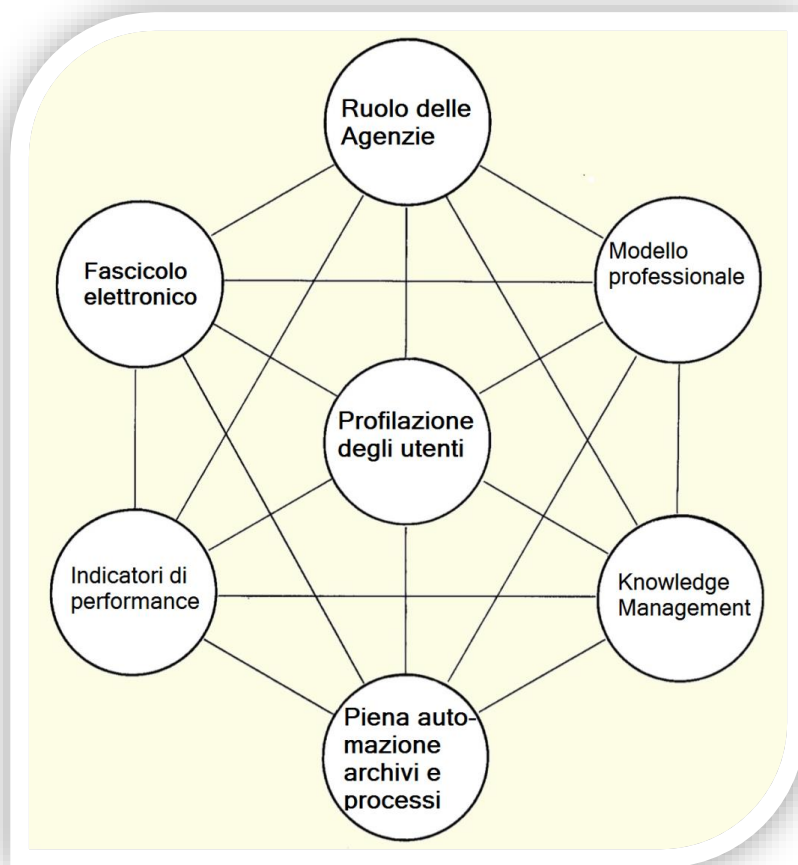 Ruolo delle
Agenzie
Fascicolo
elettronico
Modello
professionale
Profilazione
degli utenti
Indicatori di
performance
Knowledge
Management
Piena auto-
mazione
archivi e
processi